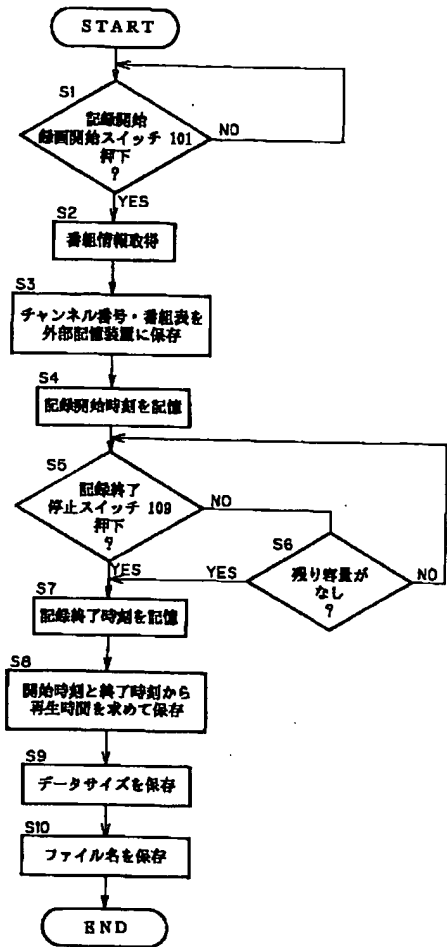 START
S1
記録開始
録画開始スイッチ 101
押下
?
NO
YES
S2
番組情報取得
S3
チャンネル番号・番組表を
外部記憶装置に保存
S4
記録開始時刻を記憶
S5
記録終了
停止スイッチ 109
押下
?
NO
YES
S6
残り容量が
なし
?
YES
NO
S7
記録終了時刻を記憶
S8
開始時刻と終了時刻から
再生時間を求めて保存
S9
データサイズを保存
S10
ファイル名を保存
END